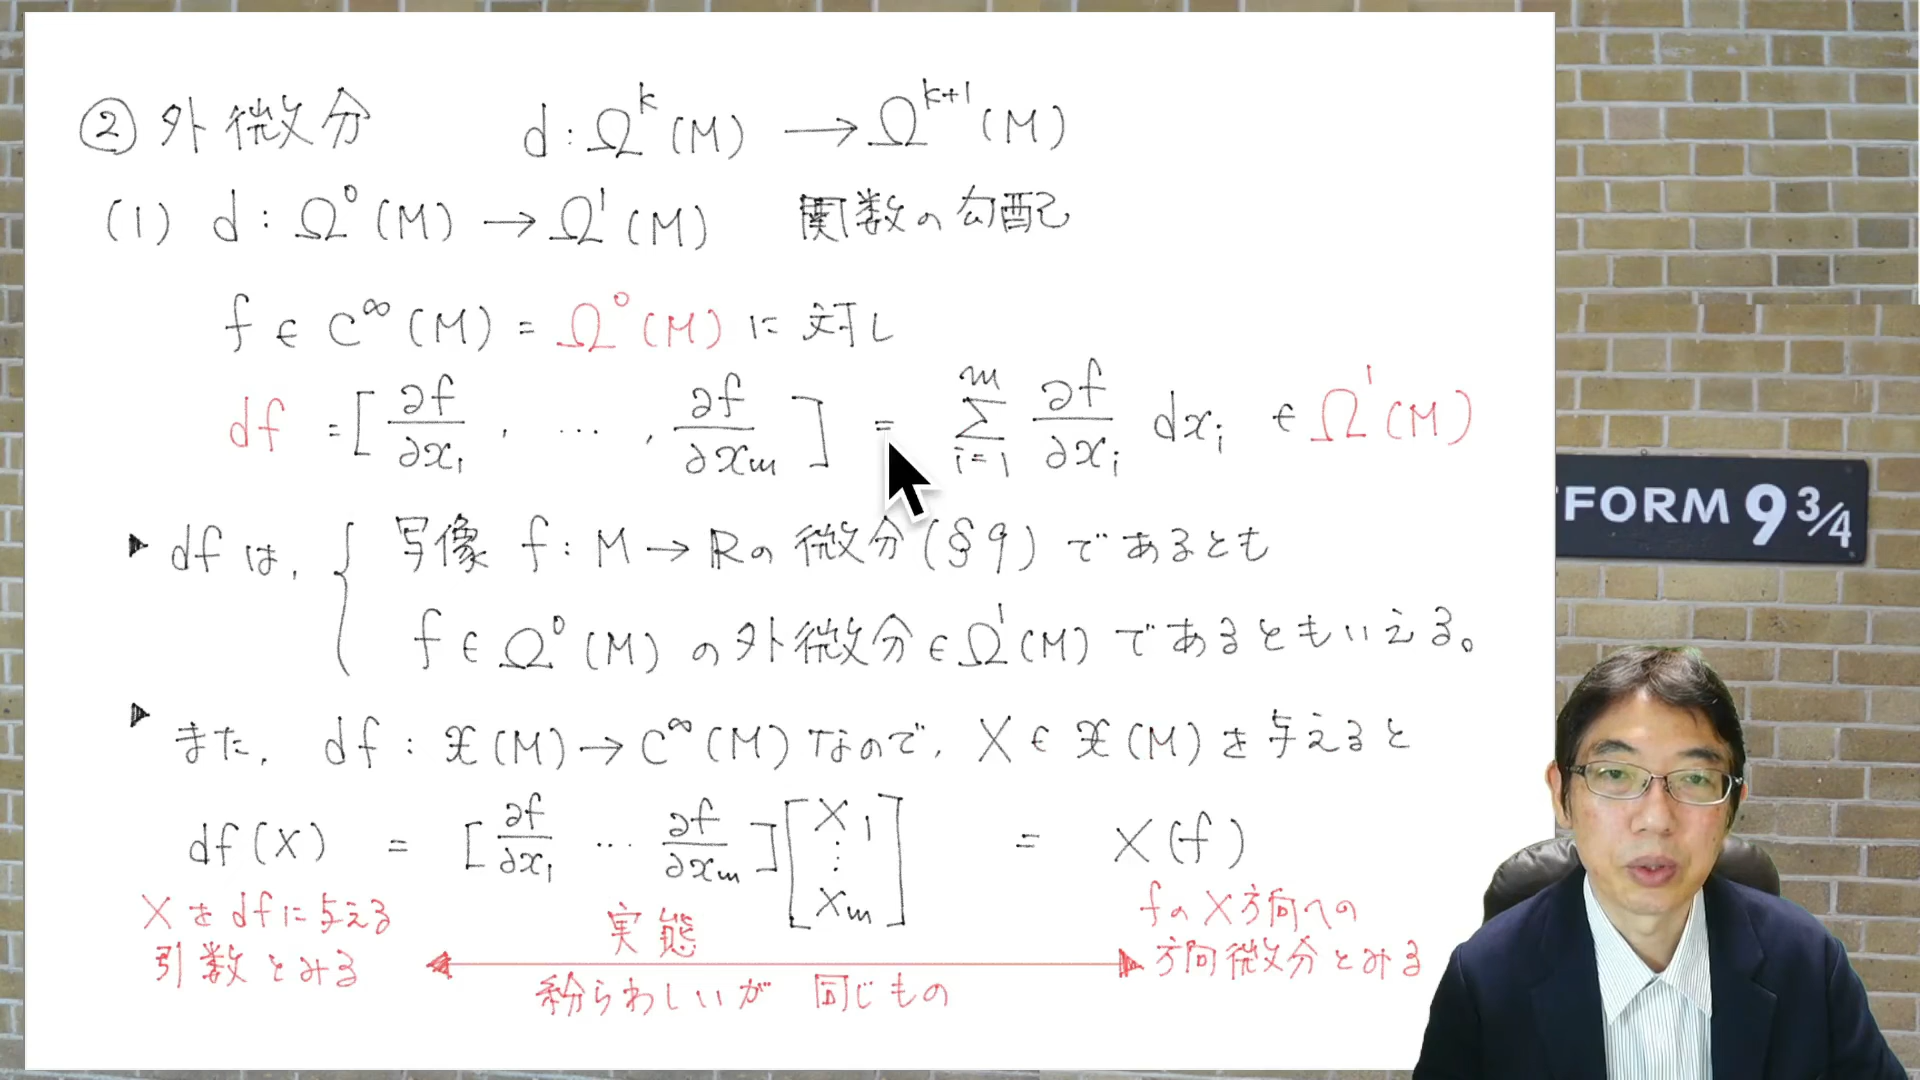 ② 外微分 d : Ω^k (M) → Ω^{k+1} (M)
(1) d : Ω^0 (M) → Ω^1 (M) 関数の勾配
f ∈ C^∞ (M) = Ω^0 (M) に対し
df = [ ∂f/∂x_1 , … , ∂f/∂x_m ] = Σ_{i=1}^{m} ∂f/∂x_i dx_i ∈ Ω^1 (M)
▶ df は, { 写像 f : M → R の 微分 (§9) であるとも
f ∈ Ω^0 (M) の 外微分 ∈ Ω^1 (M) であるともいえる。
▶ また, df : 𝔛 (M) → C^∞ (M) なので, X ∈ 𝔛 (M) を与えると
df (X) = [ ∂f/∂x_1 … ∂f/∂x_m ] [ X_1 ⋮ X_m ] = X (f)
X を df に与える
引数とみる
実態
紛らわしいが 同じもの
f の X 方向への
方向微分とみる
FORM 9 3/4